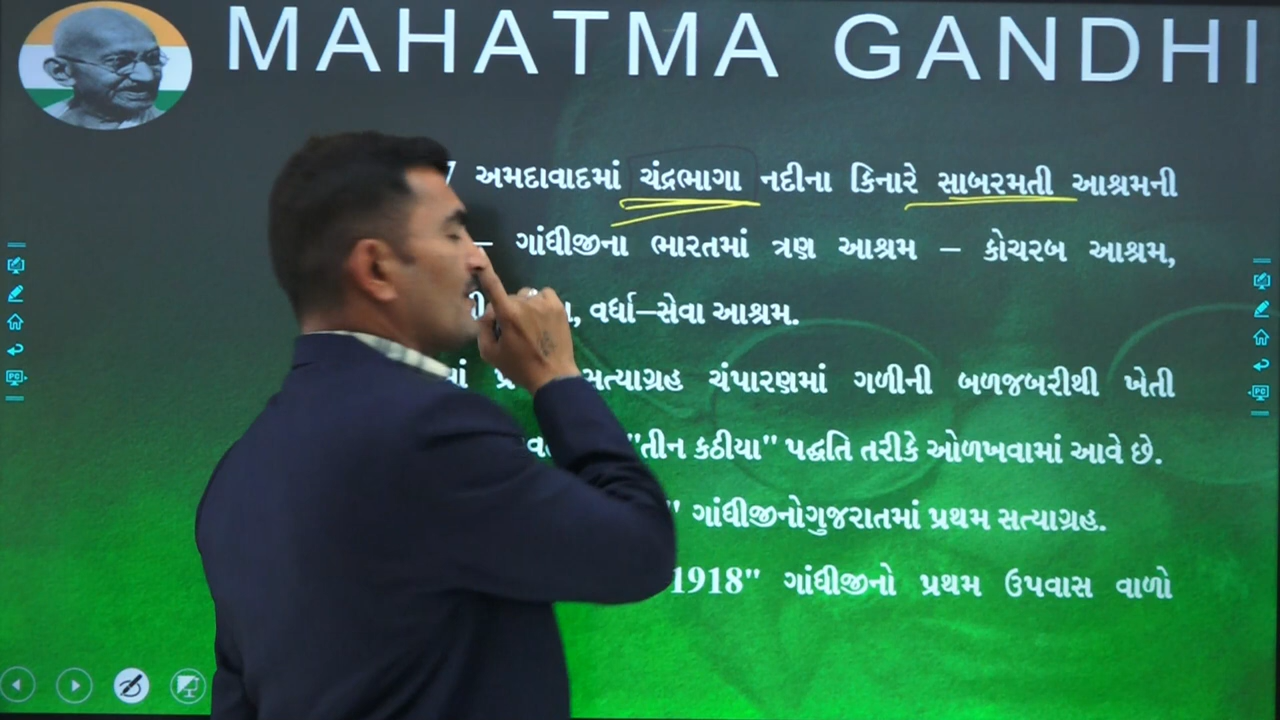 MAHATMA GANDHI
અમદાવાદમાં ચંદ્રભાગા નદીના કિનારે સાબરમતી આશ્રમની
– ગાંધીજીના ભારતમાં ત્રણ આશ્રમ – કોચરબ આશ્રમ,
વર્ધા–સેવા આશ્રમ.
સત્યાગ્રહ ચંપારણમાં ગળીની બળજબરીથી ખેતી
"તીન કઠીયા" પદ્ધતિ તરીકે ઓળખવામાં આવે છે.
" ગાંધીજીનોગુજરાતમાં પ્રથમ સત્યાગ્રહ.
1918" ગાંધીજીનો પ્રથમ ઉપવાસ વાળો